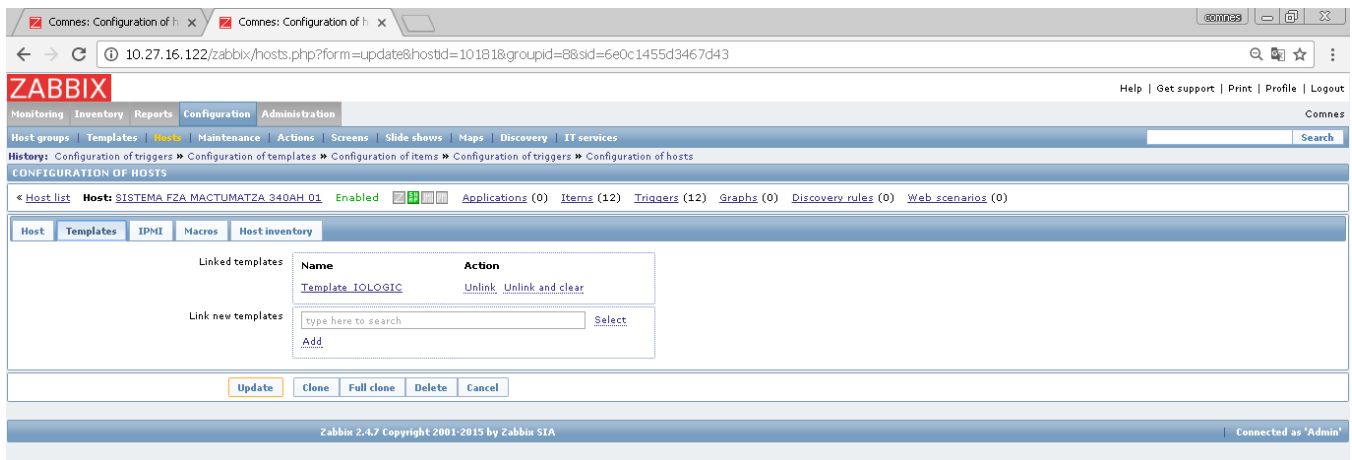 Comnes: Configuration of h
Comnes: Configuration of h
comnes
10.27.16.122/zabbix/hosts.php?form=update&hostid=10181&groupid=8&sid=6e0c1455d3467d43
ZABBIX
Help | Get support | Print | Profile | Logout
Monitoring Inventory Reports Configuration Administration
Comnes
Host groups | Templates | Hosts | Maintenance | Actions | Screens | Slide shows | Maps | Discovery | IT services
Search
History: Configuration of triggers » Configuration of templates » Configuration of items » Configuration of triggers » Configuration of hosts
CONFIGURATION OF HOSTS
« Host list Host: SISTEMA FZA MACTUMATZA 340AH 01 Enabled Applications (0) Items (12) Triggers (12) Graphs (0) Discovery rules (0) Web scenarios (0)
Host Templates IPMI Macros Host inventory
Linked templates
Name Action
Template IOLOGIC Unlink Unlink and clear
Link new templates
type here to search Select
Add
Update Clone Full clone Delete Cancel
Zabbix 2.4.7 Copyright 2001-2015 by Zabbix SIA
| Connected as 'Admin'